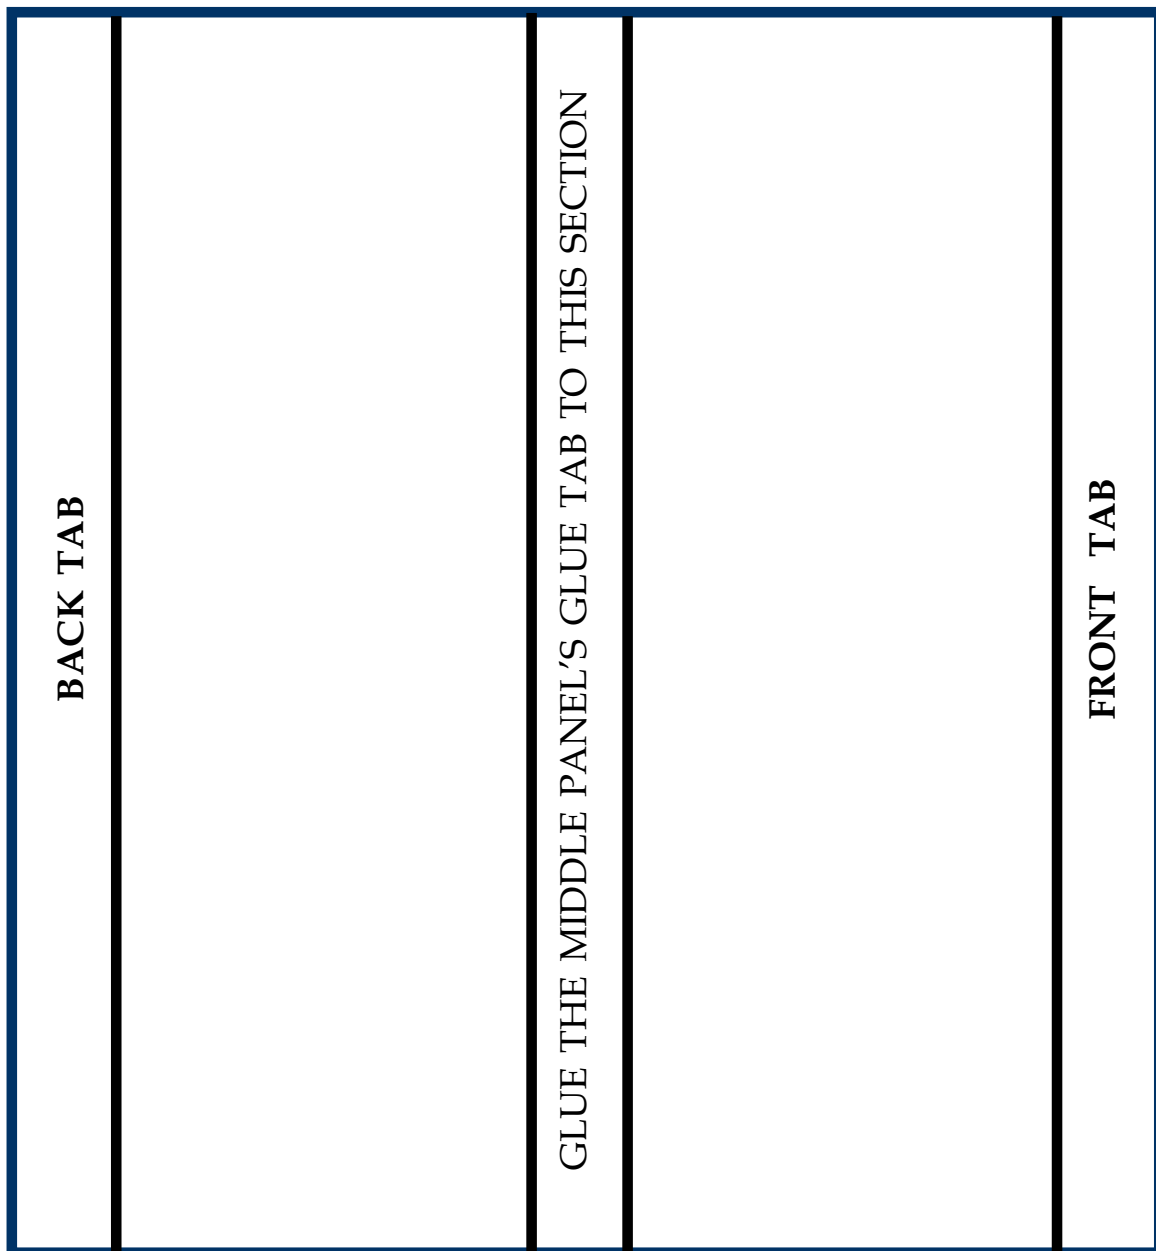 BACK TAB
GLUE THE MIDDLE PANEL'S GLUE TAB TO THIS SECTION
FRONT TAB